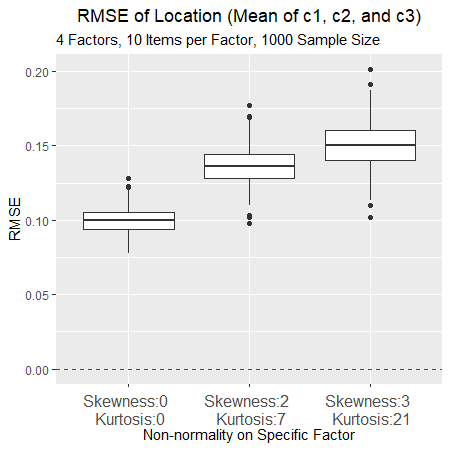 RMSE of Location (Mean of c1, c2, and c3)
4 Factors, 10 Items per Factor, 1000 Sample Size
RMSE
0.20
0.15
0.10
0.05
0.00
Skewness:0
Kurtosis:0
Skewness:2
Kurtosis:7
Skewness:3
Kurtosis:21
Non-normality on Specific Factor